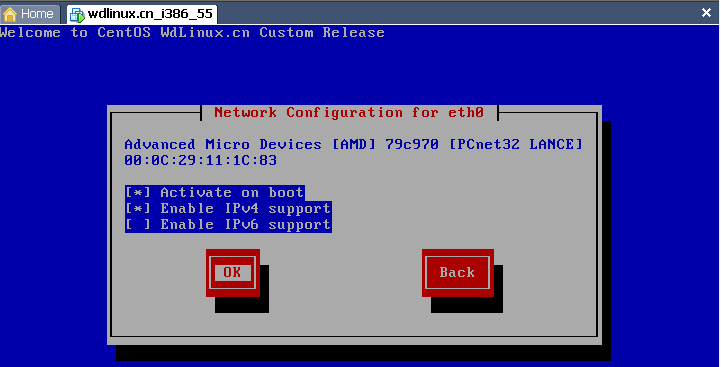 Home wdlinux.cn_i386_55
Welcome to CentOS WdLinux.cn Custom Release
Network Configuration for eth0
Advanced Micro Devices [AMD] 79c970 [PCnet32 LANCE]
00:0C:29:11:1C:83
[*] Activate on boot
[*] Enable IPv4 support
[ ] Enable IPv6 support
OK Back